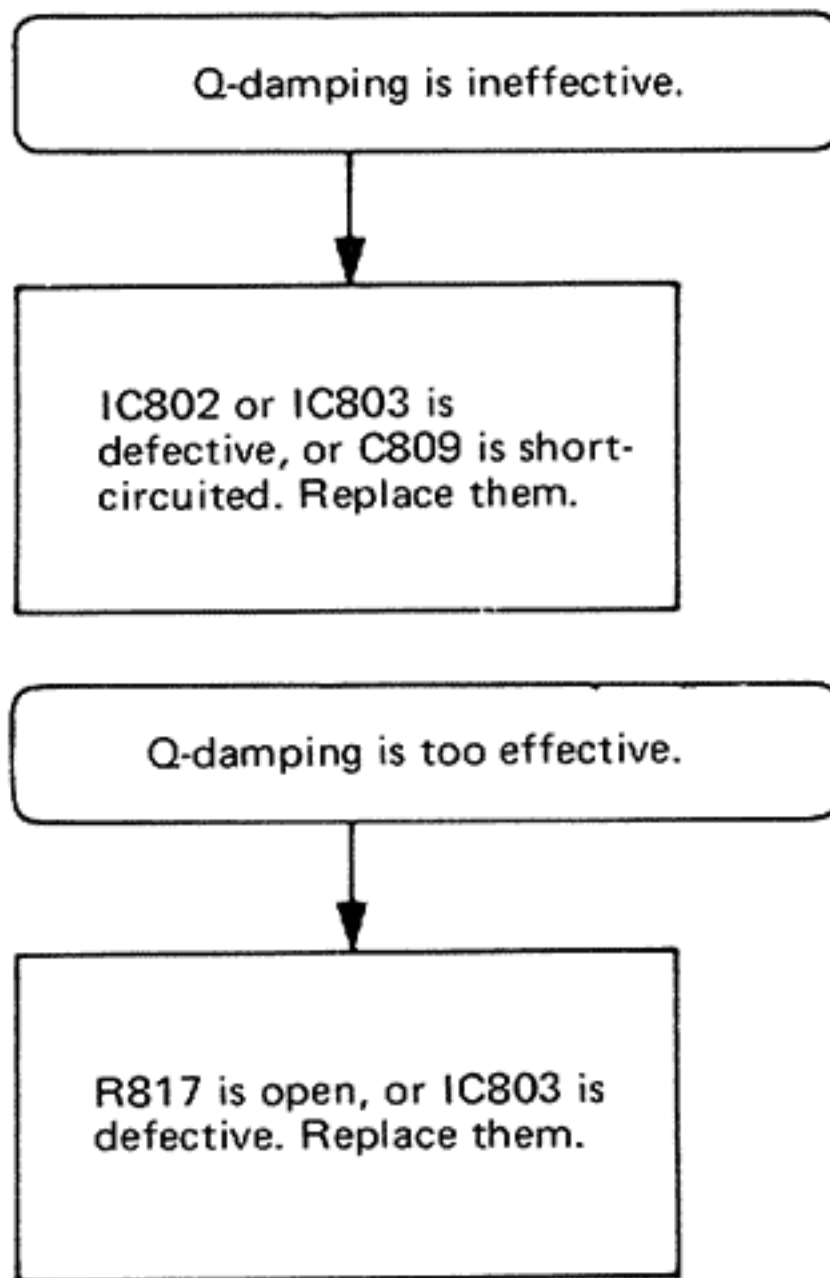 Q-damping is ineffective.
IC802 or IC803 is
defective, or C809 is short-
circuited. Replace them.
Q-damping is too effective.
R817 is open, or IC803 is
defective. Replace them.